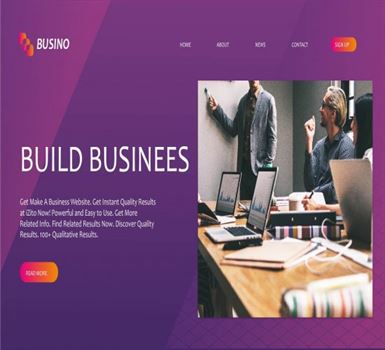 BUSINO
HOME ABOUT NEWS CONTACT SIGN UP
BUILD BUSINEES
Get Make A Business Website. Get Instant Quality Results
at iZito Now! Powerful and Easy to Use. Get More
Related Info. Find Related Results Now. Discover Quality
Results. 100+ Qualitative Results.
READ MORE